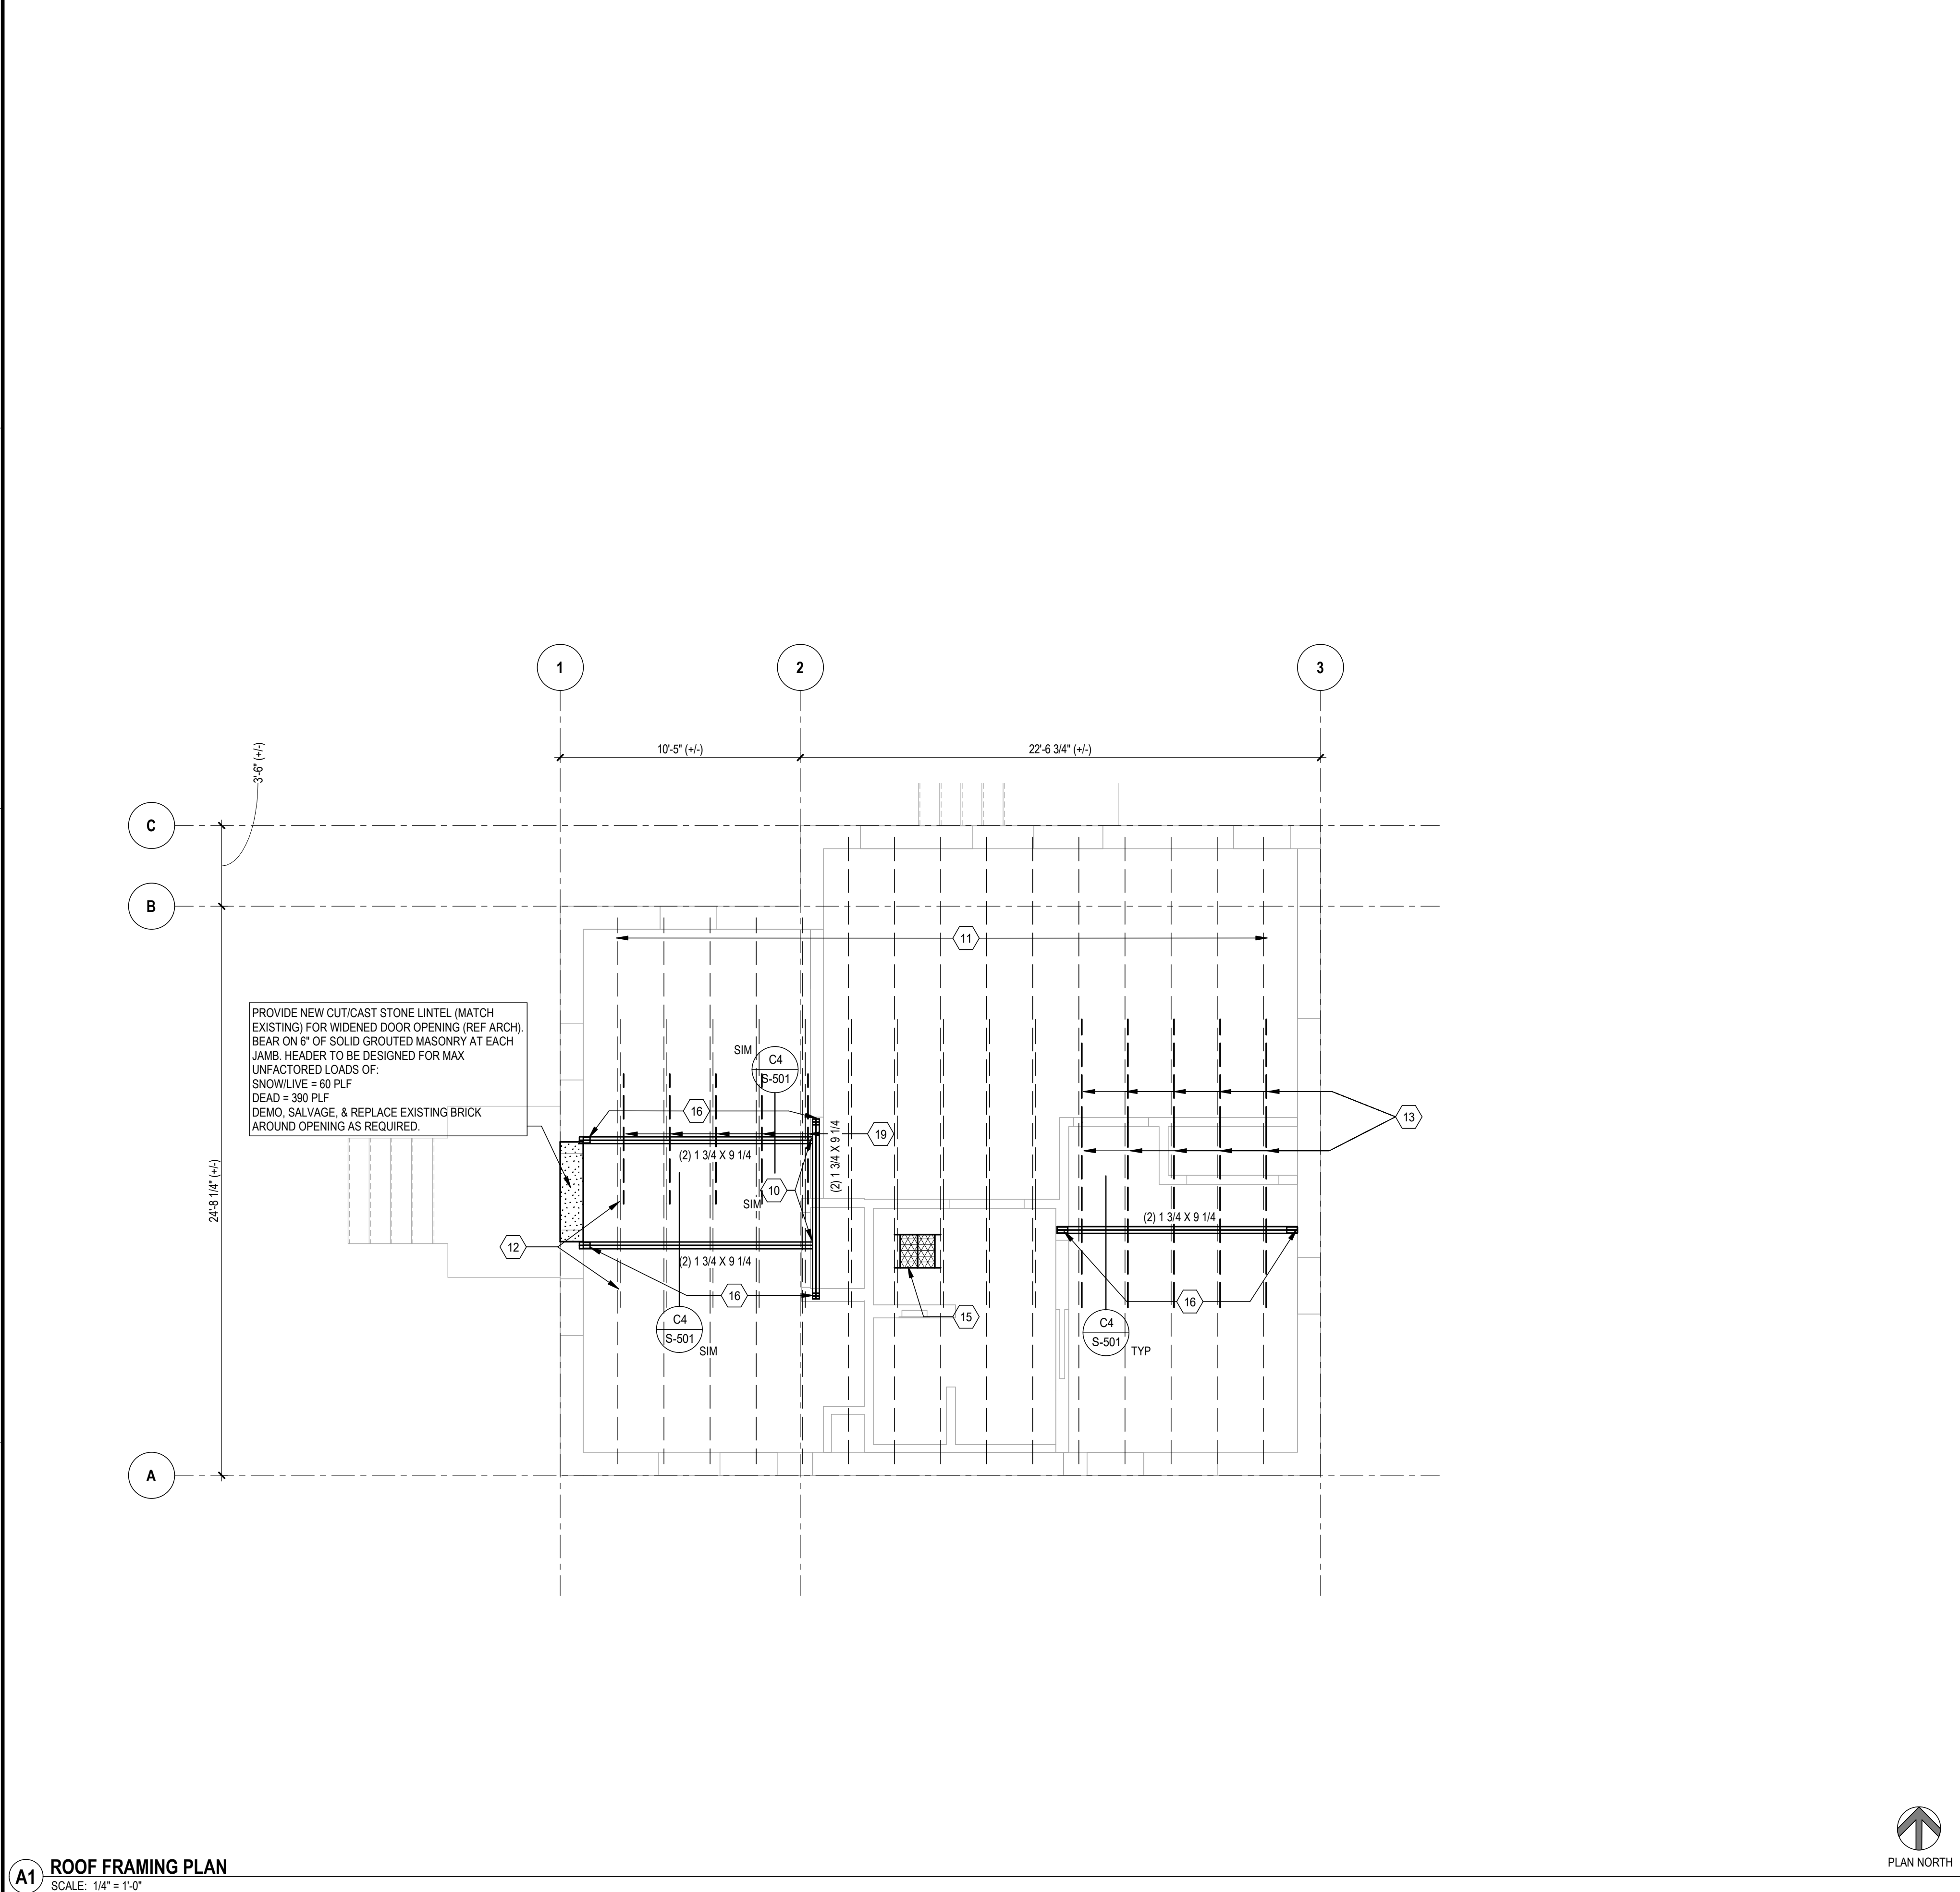 1
2
3
10'-5" (+/-)
22'-6 3/4" (+/-)
3'-6" (+/-)
C
B
11
PROVIDE NEW CUT/CAST STONE LINTEL (MATCH
EXISTING) FOR WIDENED DOOR OPENING (REF ARCH).
BEAR ON 6" OF SOLID GROUTED MASONRY AT EACH
JAMB. HEADER TO BE DESIGNED FOR MAX
UNFACTORED LOADS OF:
SNOW/LIVE = 60 PLF
DEAD = 390 PLF
DEMO, SALVAGE, & REPLACE EXISTING BRICK
AROUND OPENING AS REQUIRED.
SIM
C4
S-501
16
19
13
(2) 1 3/4 X 9 1/4
(2) 1 3/4 X 9 1/4
24'-8 1/4" (+/-)
10
SIM
(2) 1 3/4 X 9 1/4
12
(2) 1 3/4 X 9 1/4
16
16
15
C4
S-501
SIM
C4
S-501
TYP
A
PLAN NORTH
A1
ROOF FRAMING PLAN
SCALE: 1/4" = 1'-0"